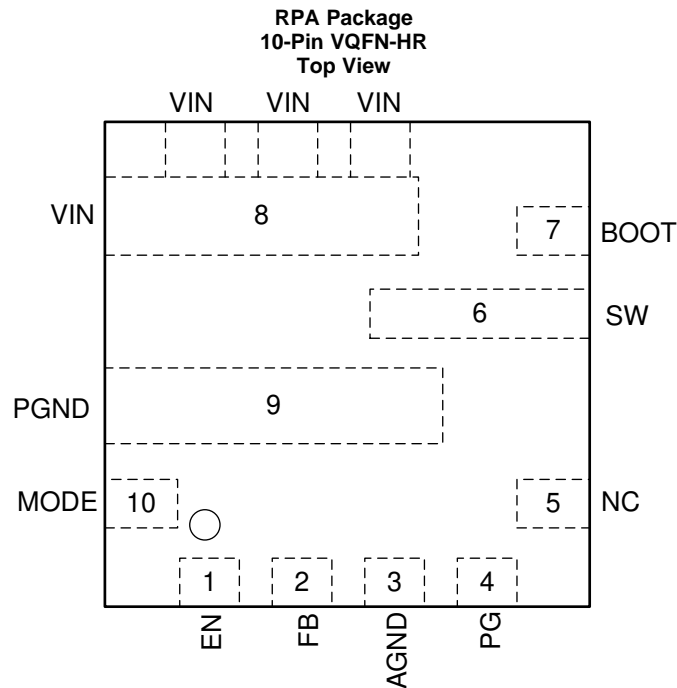 RPA Package
10-Pin VQFN-HR
Top View
VIN VIN VIN
VIN 8 7 BOOT
6 SW
PGND 9
MODE 10 5 NC
1 2 3 4
EN FB AGND PG